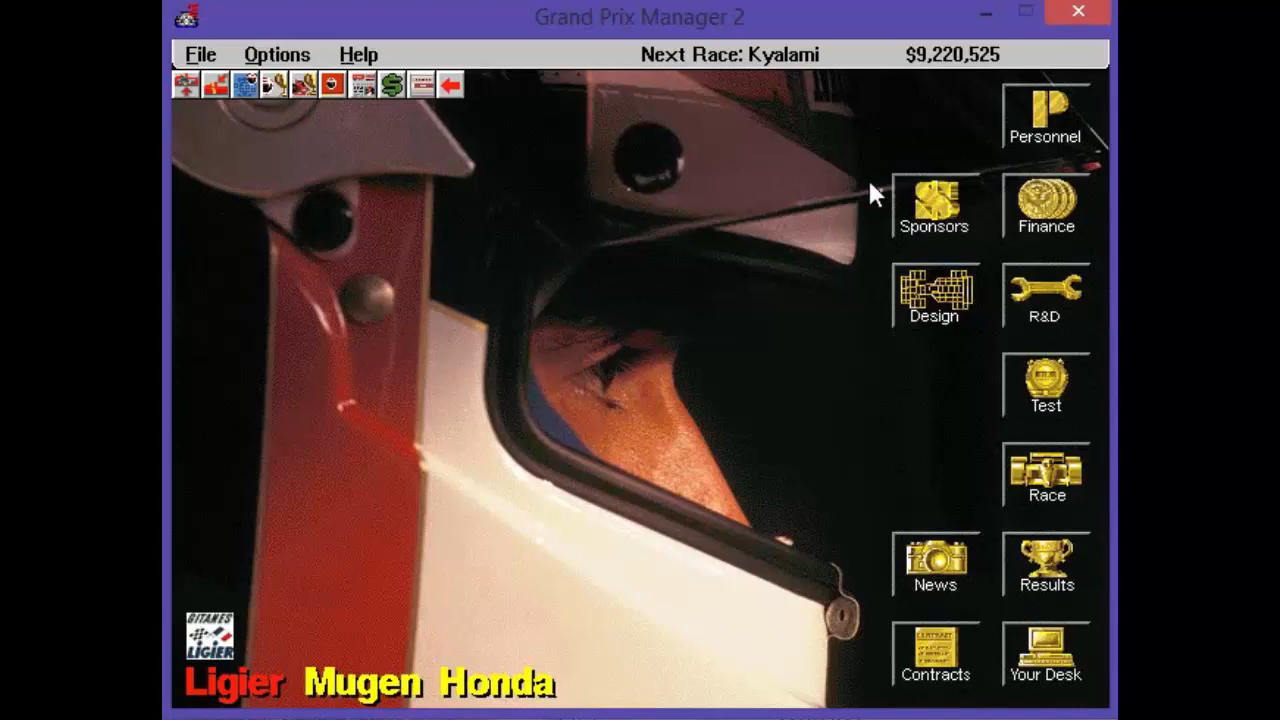 Grand Prix Manager 2
File Options Help Next Race: Kyalami $9,220,525
Personnel
Sponsors Finance
Design R&D
Test
Race
News Results
Contracts Your Desk
GITANES
LIGIER
Ligier Mugen Honda